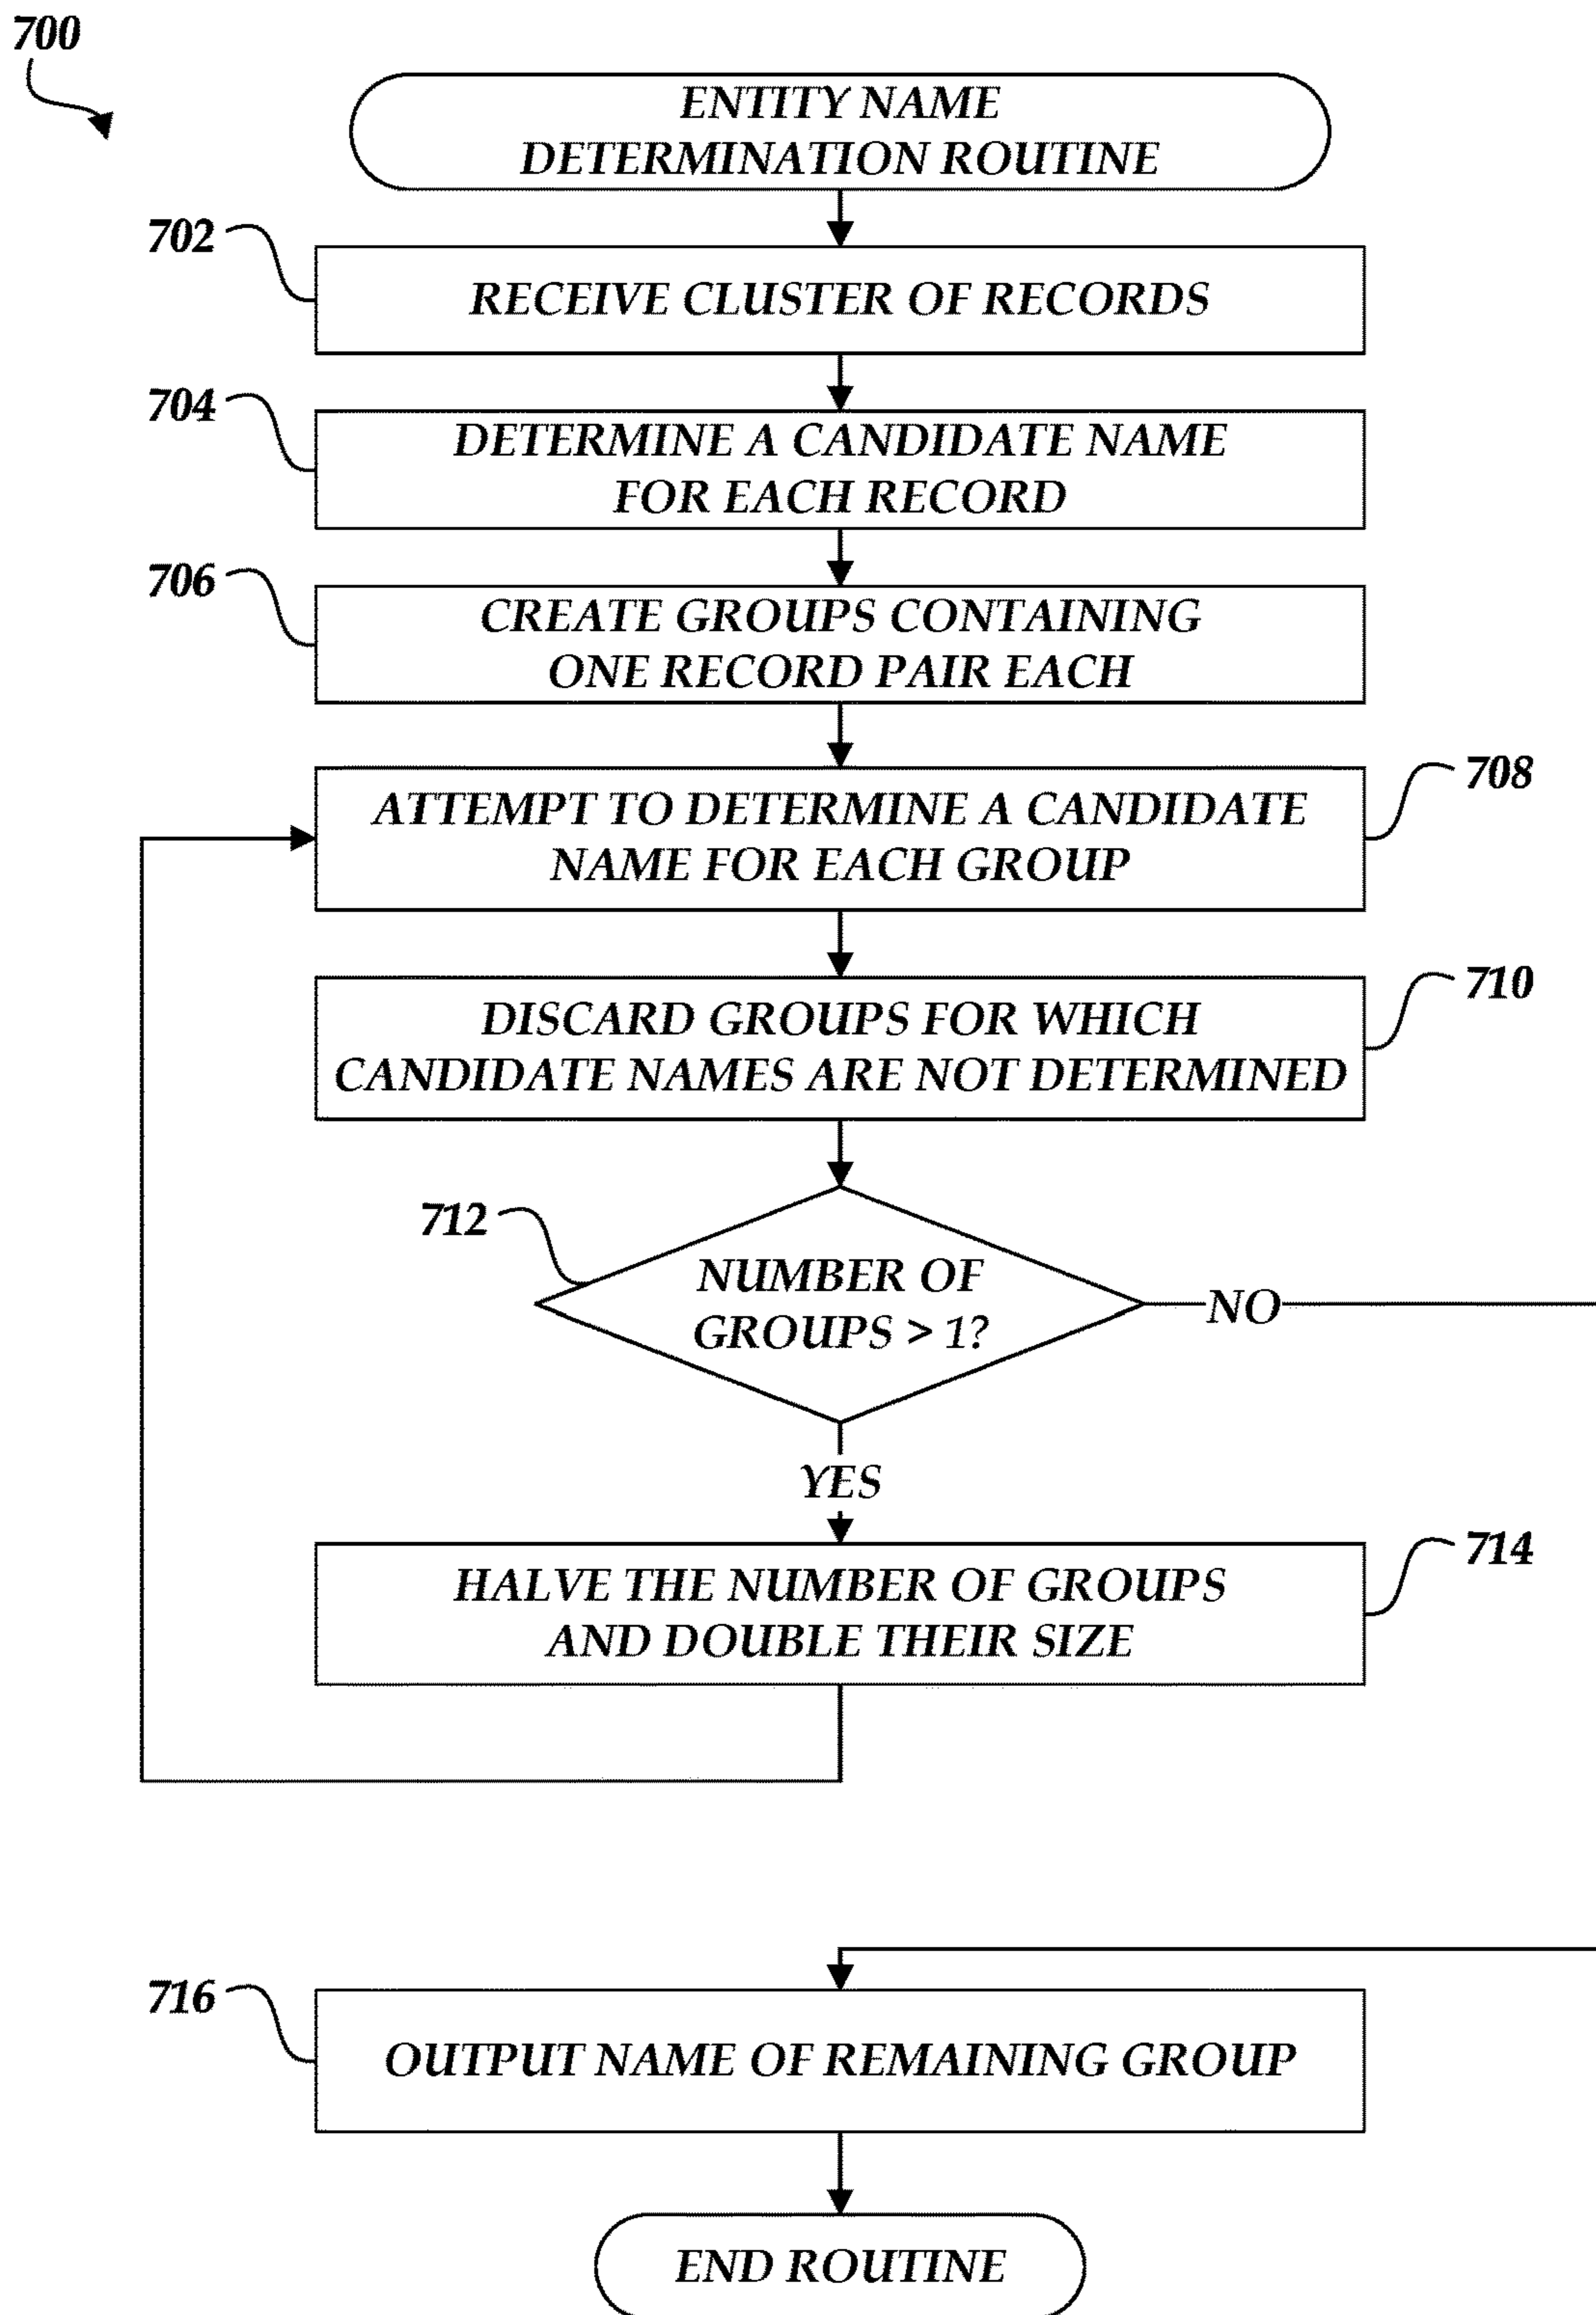 700
ENTITY NAME
DETERMINATION ROUTINE
702
RECEIVE CLUSTER OF RECORDS
704
DETERMINE A CANDIDATE NAME
FOR EACH RECORD
706
CREATE GROUPS CONTAINING
ONE RECORD PAIR EACH
708
ATTEMPT TO DETERMINE A CANDIDATE
NAME FOR EACH GROUP
710
DISCARD GROUPS FOR WHICH
CANDIDATE NAMES ARE NOT DETERMINED
712
NUMBER OF
GROUPS > 1?
NO
YES
714
HALVE THE NUMBER OF GROUPS
AND DOUBLE THEIR SIZE
716
OUTPUT NAME OF REMAINING GROUP
END ROUTINE